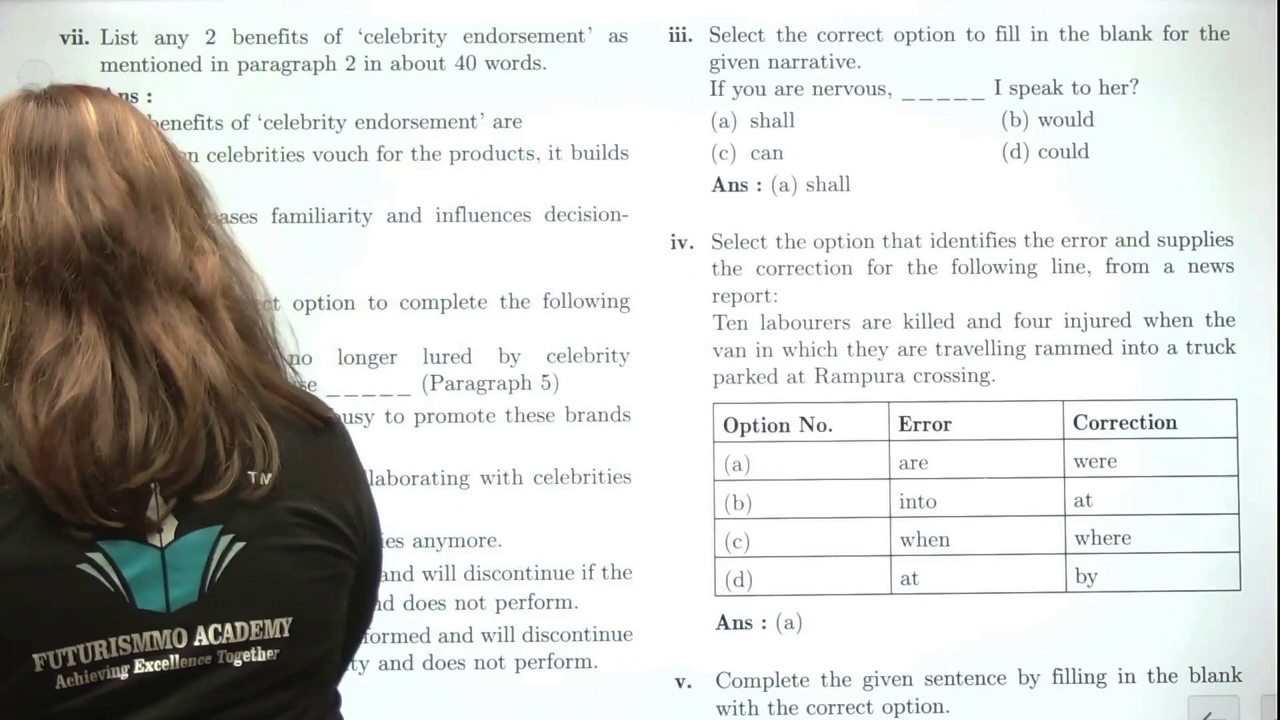 vii. List any 2 benefits of ‘celebrity endorsement’ as
mentioned in paragraph 2 in about 40 words.
:
benefits of ‘celebrity endorsement’ are
celebrities vouch for the products, it builds
familiarity and influences decision-
option to complete the following
no longer lured by celebrity
_____ (Paragraph 5)
to promote these brands
with celebrities
anymore.
and will discontinue if the
does not perform.
and will discontinue
and does not perform.
TM
FUTURISMMO ACADEMY
Achieving Excellence Together
iii. Select the correct option to fill in the blank for the
given narrative.
If you are nervous, _____ I speak to her?
(a) shall (b) would
(c) can (d) could
Ans : (a) shall
iv. Select the option that identifies the error and supplies
the correction for the following line, from a news
report:
Ten labourers are killed and four injured when the
van in which they are travelling rammed into a truck
parked at Rampura crossing.
Option No. Error Correction
(a) are were
(b) into at
(c) when where
(d) at by
Ans : (a)
v. Complete the given sentence by filling in the blank
with the correct option.